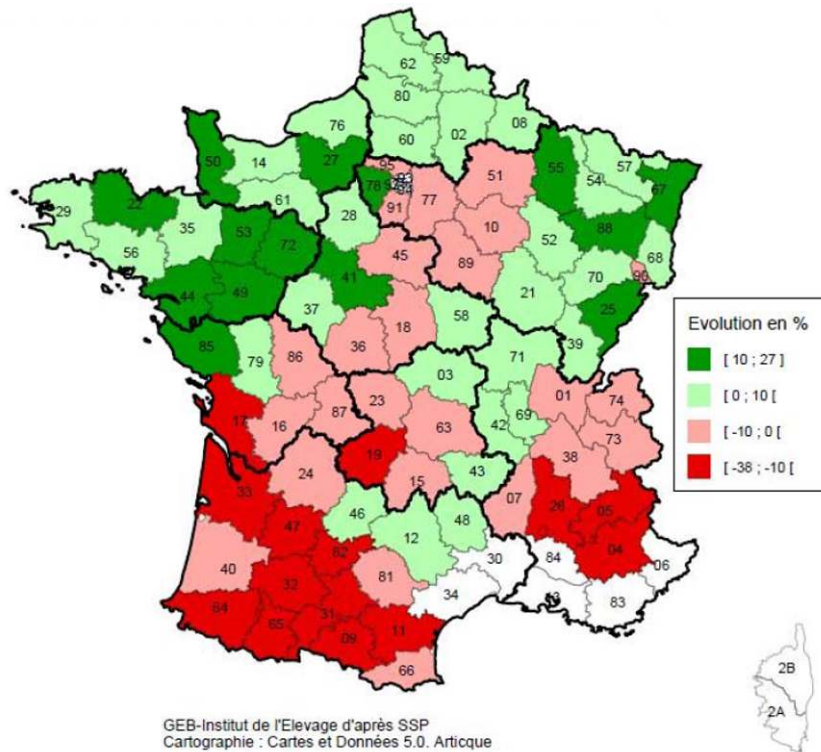 62 59
80
76 02 08
60
50 14 27 95 51 55 57
78 93 54 67
77
22 61 91 88
29 35 28 10
53 72 52 68
56 45 89
41 70 90
44 49 21 25
37 18 58
36 39
85 79 86 71
03
17 23 01 74
16 87 69
63 42 73
19 38
24 15 43
33 07 26 05
46 48
47 12 04
82 30 84 06
40 81
32 34 13 83
64 31
65 09 11
66
Evolution en %
[ 10 ; 27 ]
[ 0 ; 10 [
[ -10 ; 0 [
[ -38 ; -10 [
2B
2A
GEB-Institut de l'Elevage d'après SSP
Cartographie : Cartes et Données 5.0. Articque